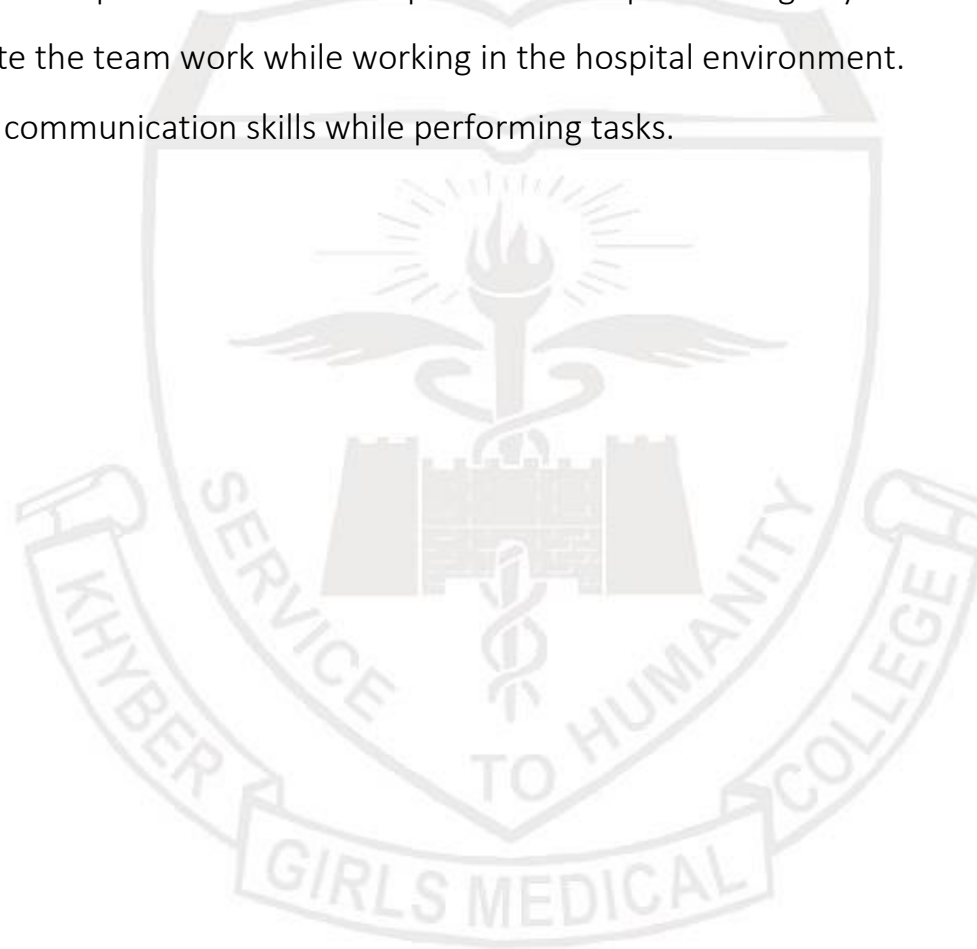 te the team work while working in the hospital environment.
communication skills while performing tasks.
SERVICE
TO
HUMANITY
KHYBER
GIRLS MEDICAL
COLLEGE